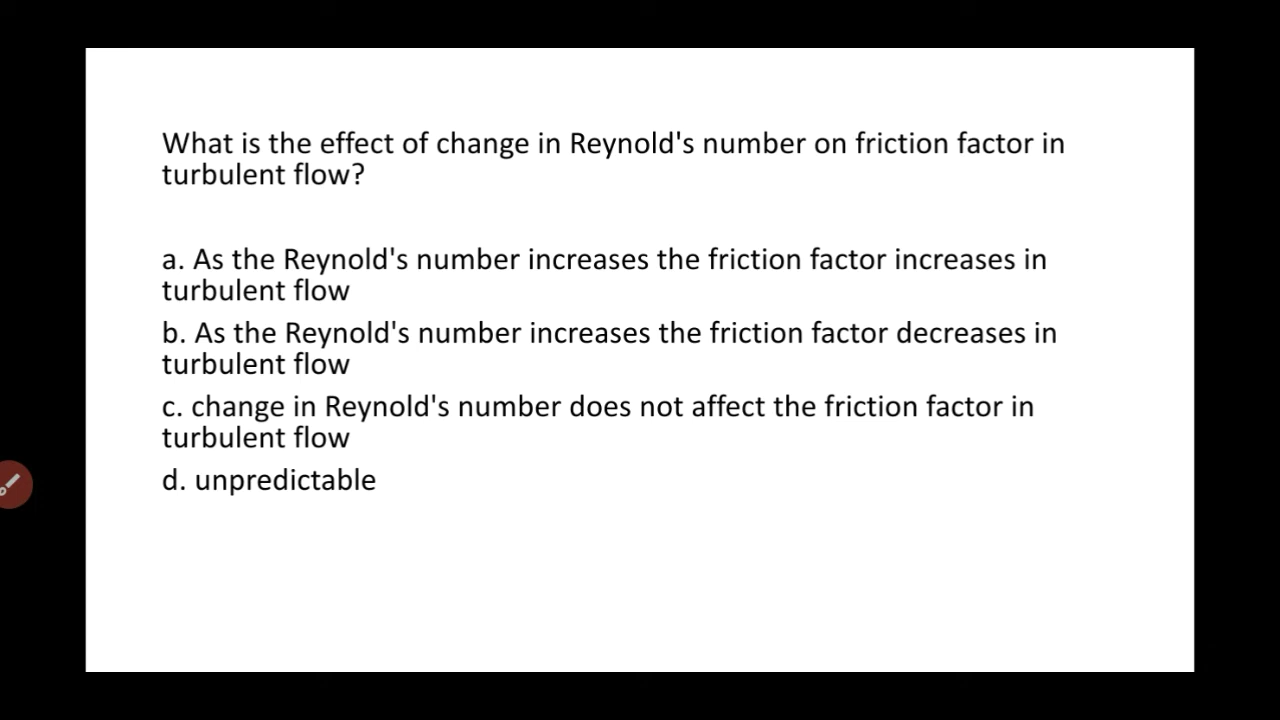 What is the effect of change in Reynold's number on friction factor in
turbulent flow?
a. As the Reynold's number increases the friction factor increases in
turbulent flow
b. As the Reynold's number increases the friction factor decreases in
turbulent flow
c. change in Reynold's number does not affect the friction factor in
turbulent flow
d. unpredictable